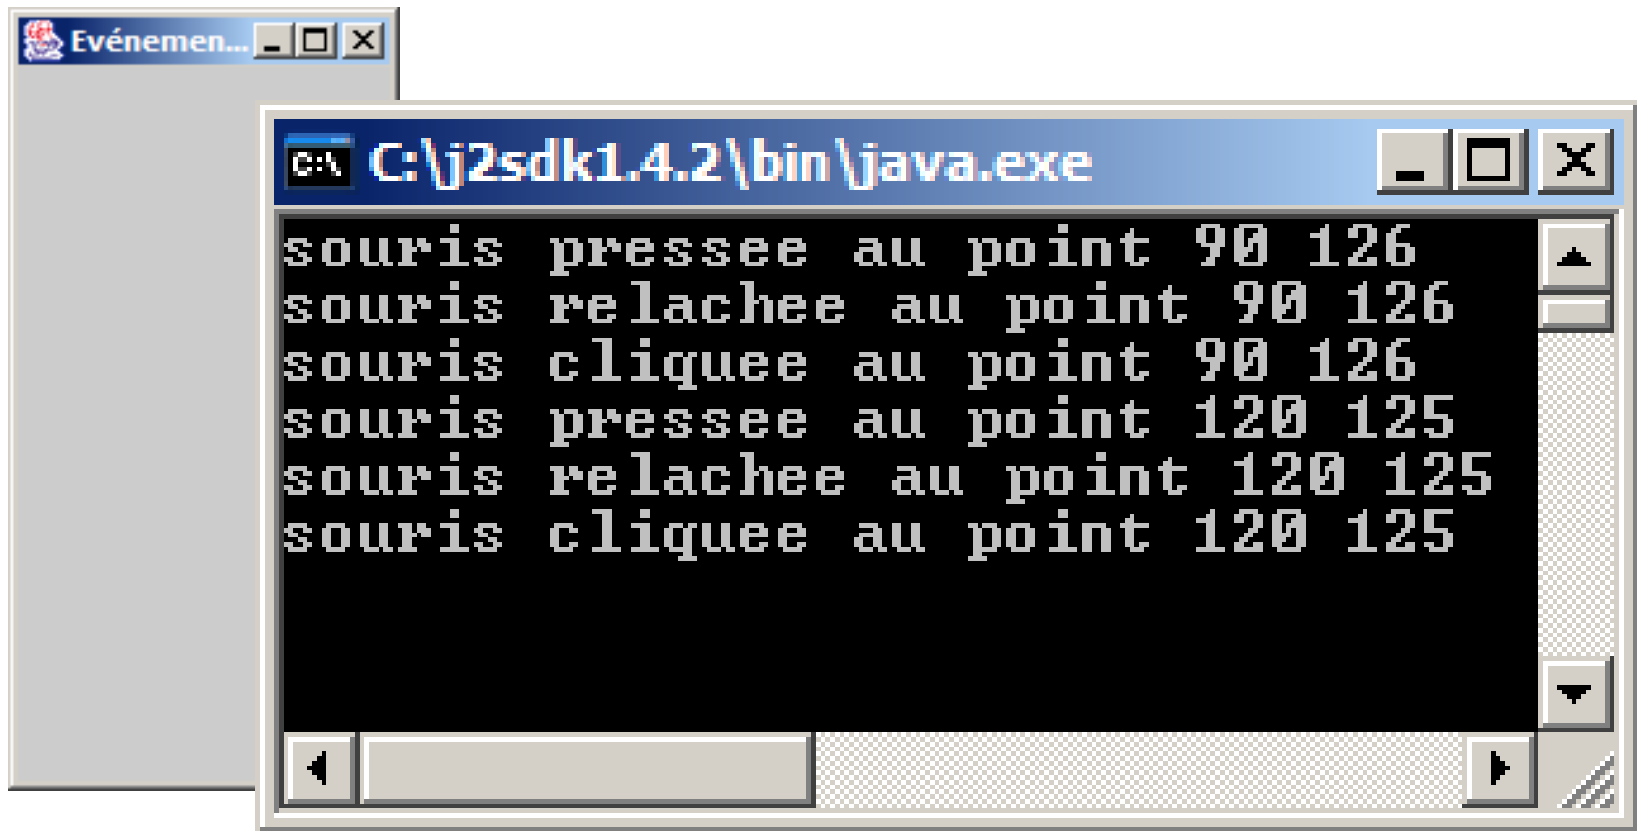 Evénemen...
C:\j2sdk1.4.2\bin\java.exe
souris pressee au point 90 126
souris relachee au point 90 126
souris cliquee au point 90 126
souris pressee au point 120 125
souris relachee au point 120 125
souris cliquee au point 120 125